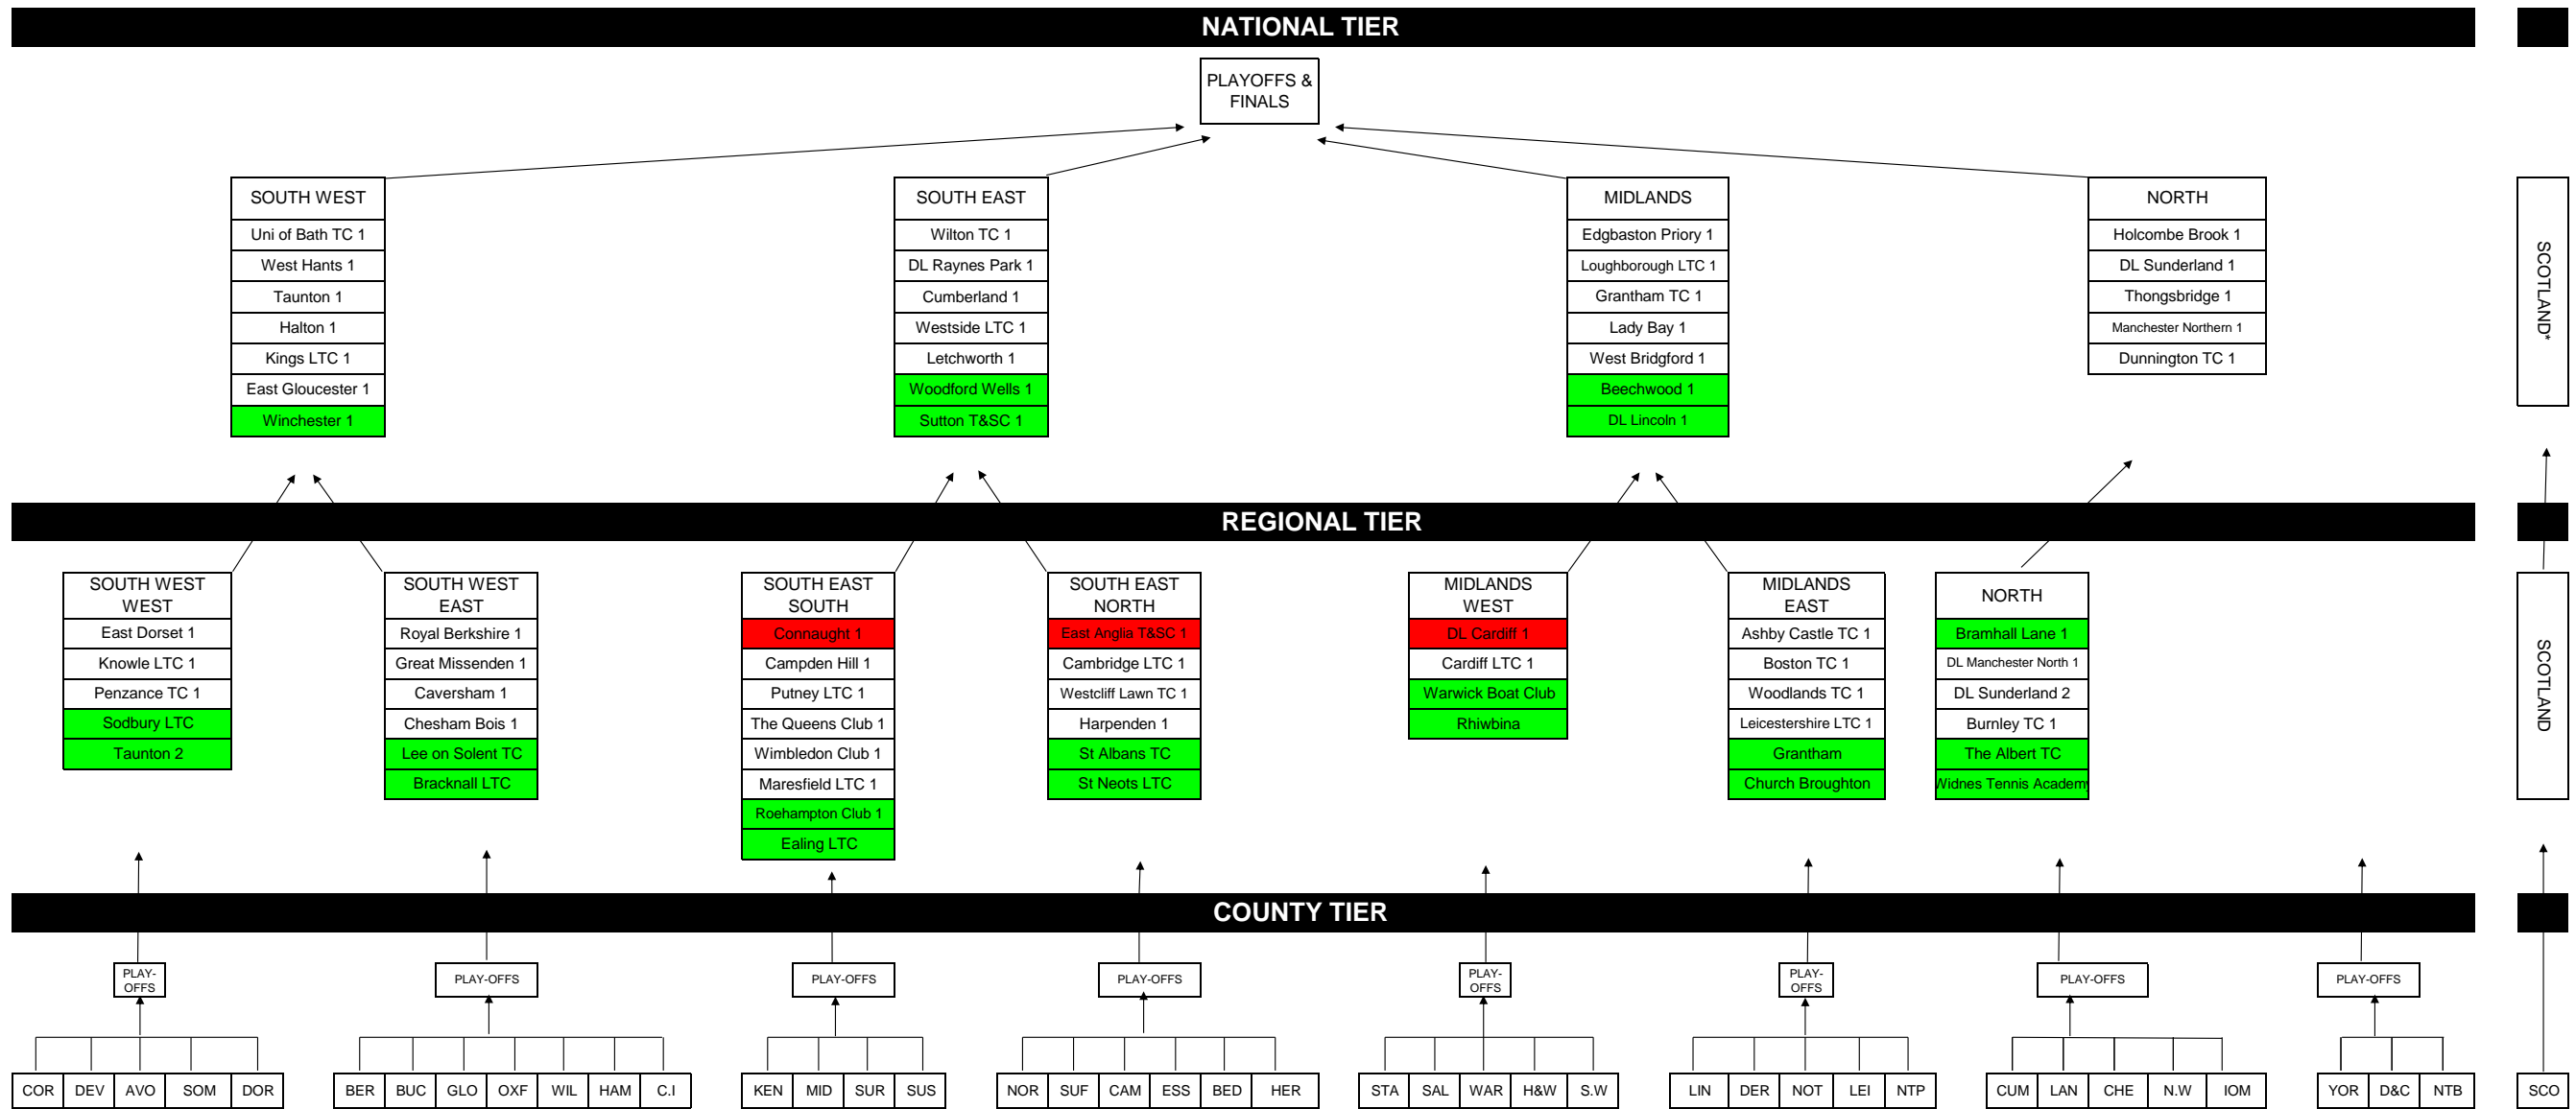 NATIONAL TIER
PLAYOFFS &
FINALS
SOUTH WEST
Uni of Bath TC 1
West Hants 1
Taunton 1
Halton 1
Kings LTC 1
East Gloucester 1
Winchester 1
SOUTH EAST
Wilton TC 1
DL Raynes Park 1
Cumberland 1
Westside LTC 1
Letchworth 1
Woodford Wells 1
Sutton T&SC 1
MIDLANDS
Edgbaston Priory 1
Loughborough LTC 1
Grantham TC 1
Lady Bay 1
West Bridgford 1
Beechwood 1
DL Lincoln 1
NORTH
Holcombe Brook 1
DL Sunderland 1
Thongsbridge 1
Manchester Northern 1
Dunnington TC 1
SCOTLAND*
REGIONAL TIER
SOUTH WEST
WEST
East Dorset 1
Knowle LTC 1
Penzance TC 1
Sodbury LTC
Taunton 2
SOUTH WEST
EAST
Royal Berkshire 1
Great Missenden 1
Caversham 1
Chesham Bois 1
Lee on Solent TC
Bracknall LTC
SOUTH EAST
SOUTH
Connaught 1
Campden Hill 1
Putney LTC 1
The Queens Club 1
Wimbledon Club 1
Maresfield LTC 1
Roehampton Club 1
Ealing LTC
SOUTH EAST
NORTH
East Anglia T&SC 1
Cambridge LTC 1
Westcliff Lawn TC 1
Harpenden 1
St Albans TC
St Neots LTC
MIDLANDS
WEST
DL Cardiff 1
Cardiff LTC 1
Warwick Boat Club
Rhiwbina
MIDLANDS
EAST
Ashby Castle TC 1
Boston TC 1
Woodlands TC 1
Leicestershire LTC 1
Grantham
Church Broughton
NORTH
Bramhall Lane 1
DL Manchester North 1
DL Sunderland 2
Burnley TC 1
The Albert TC
Widnes Tennis Academy
SCOTLAND
COUNTY TIER
PLAY-
OFFS
PLAY-OFFS
PLAY-OFFS
PLAY-OFFS
PLAY-
OFFS
PLAY-
OFFS
PLAY-OFFS
PLAY-OFFS
COR DEV AVO SOM DOR
BER BUC GLO OXF WIL HAM C.I
KEN MID SUR SUS
NOR SUF CAM ESS BED HER
STA SAL WAR H&W S.W
LIN DER NOT LEI NTP
CUM LAN CHE N.W IOM
YOR D&C NTB
SCO